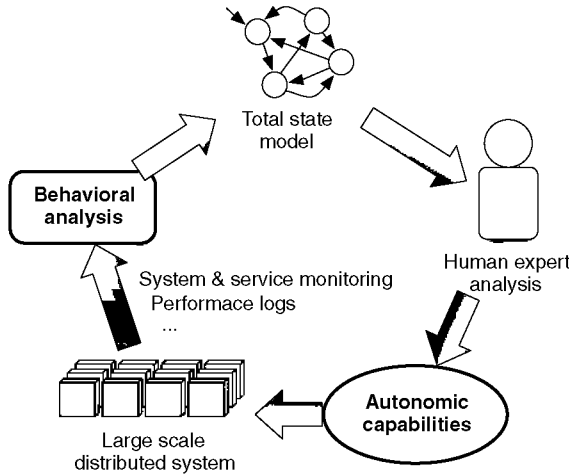 Total state
model
Behavioral
analysis
Human expert
analysis
System & service monitoring
Performace logs
...
Autonomic
capabilities
Large scale
distributed system